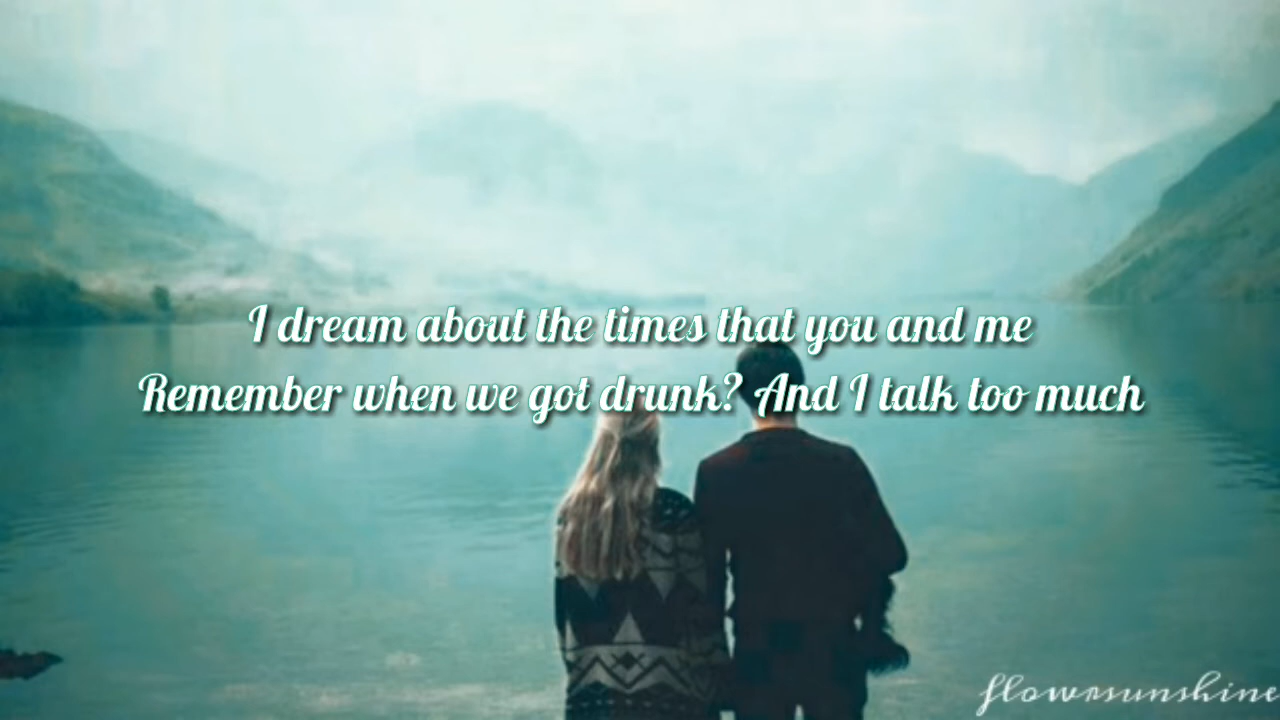 I dream about the times that you and me
Remember when we got drunk? And I talk too much
flowrsunshine